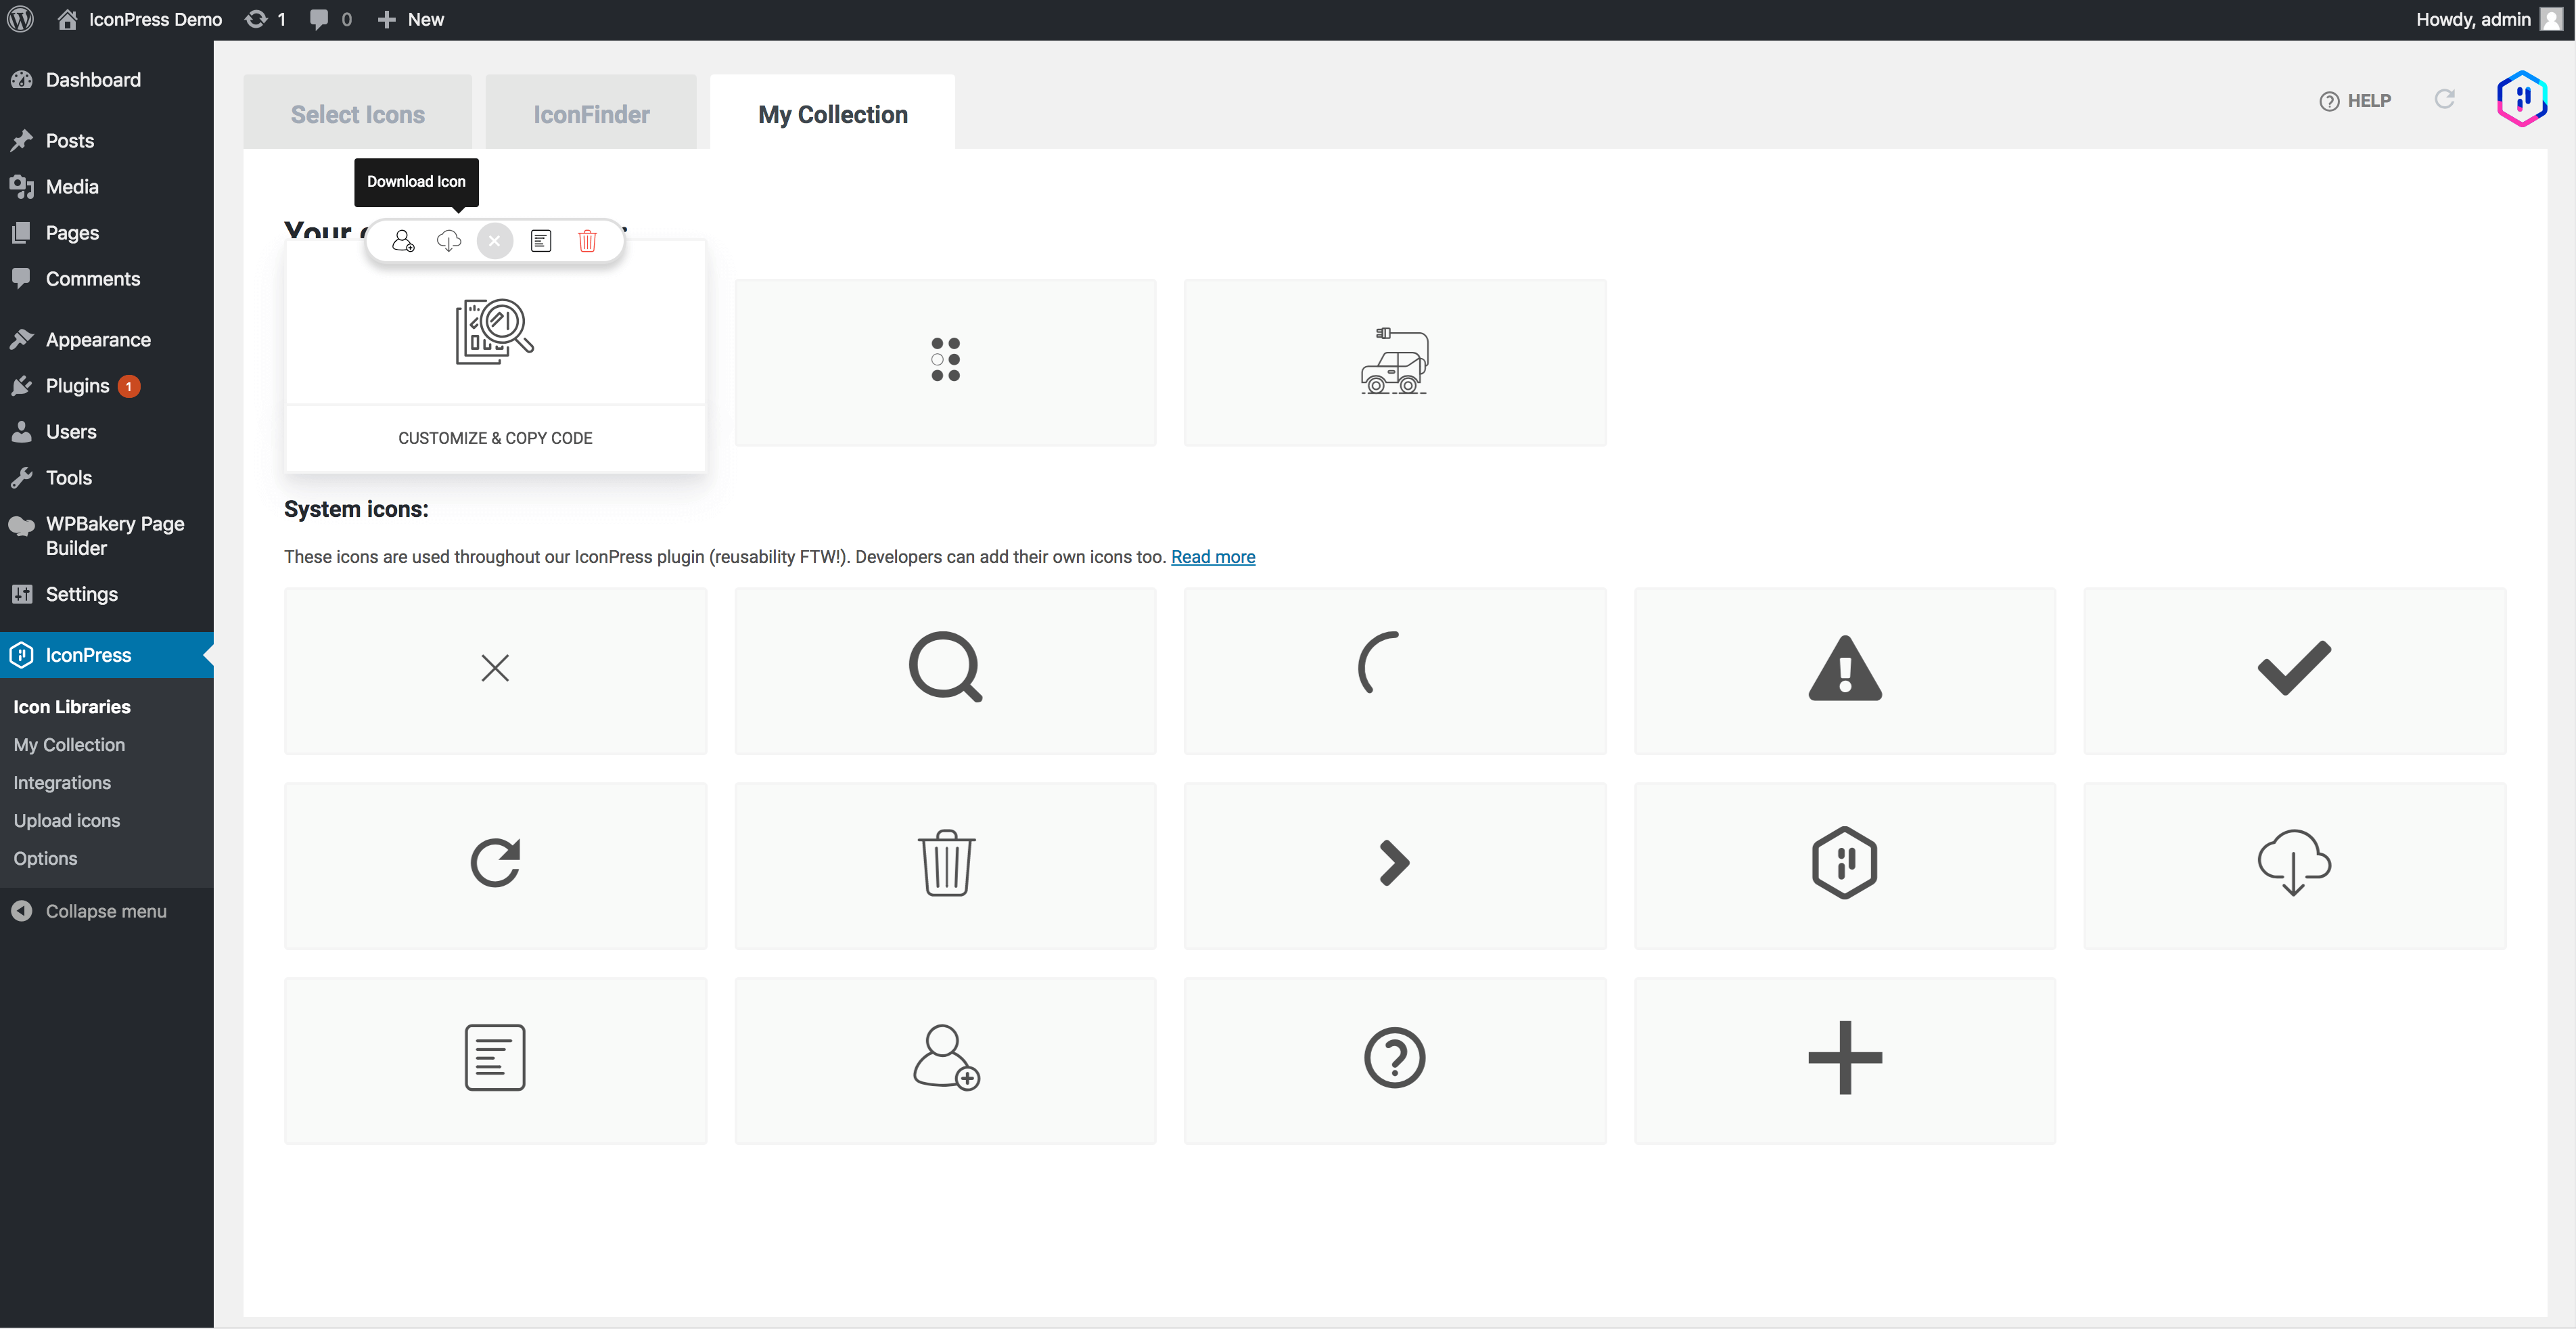 IconPress Demo
1
0
New
Howdy, admin
Dashboard
Posts
Media
Pages
Comments
Appearance
Plugins 1
Users
Tools
WPBakery Page
Builder
Settings
IconPress
Icon Libraries
My Collection
Integrations
Upload icons
Options
Collapse menu
Select Icons
IconFinder
My Collection
HELP
Download Icon
Your
CUSTOMIZE & COPY CODE
System icons:
These icons are used throughout our IconPress plugin (reusability FTW!). Developers can add their own icons too. Read more